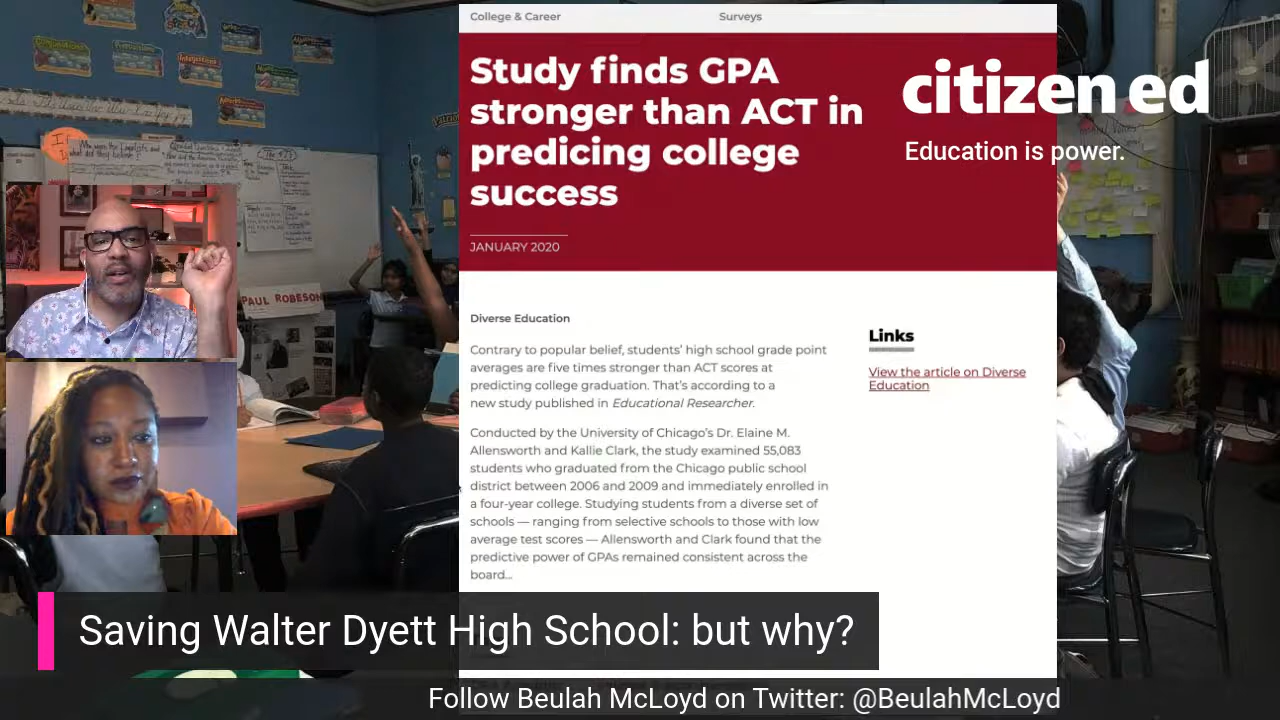 College & Career
Surveys
Study finds GPA
stronger than ACT in
predicing college
success
JANUARY 2020
citizen ed
Education is power.
Diverse Education
Contrary to popular belief, students' high school grade point
averages are five times stronger than ACT scores at
predicting college graduation. That's according to a
new study published in Educational Researcher.
Conducted by the University of Chicago's Dr. Elaine M.
Allensworth and Kallie Clark, the study examined 55,083
students who graduated from the Chicago public school
district between 2006 and 2009 and immediately enrolled in
a four-year college. Studying students from a diverse set of
schools — ranging from selective schools to those with low
average test scores — Allensworth and Clark found that the
predictive power of GPAs remained consistent across the
board...
Links
View the article on Diverse
Education
PAUL ROBESON
Saving Walter Dyett High School: but why?
Follow Beulah McLoyd on Twitter: @BeulahMcLoyd